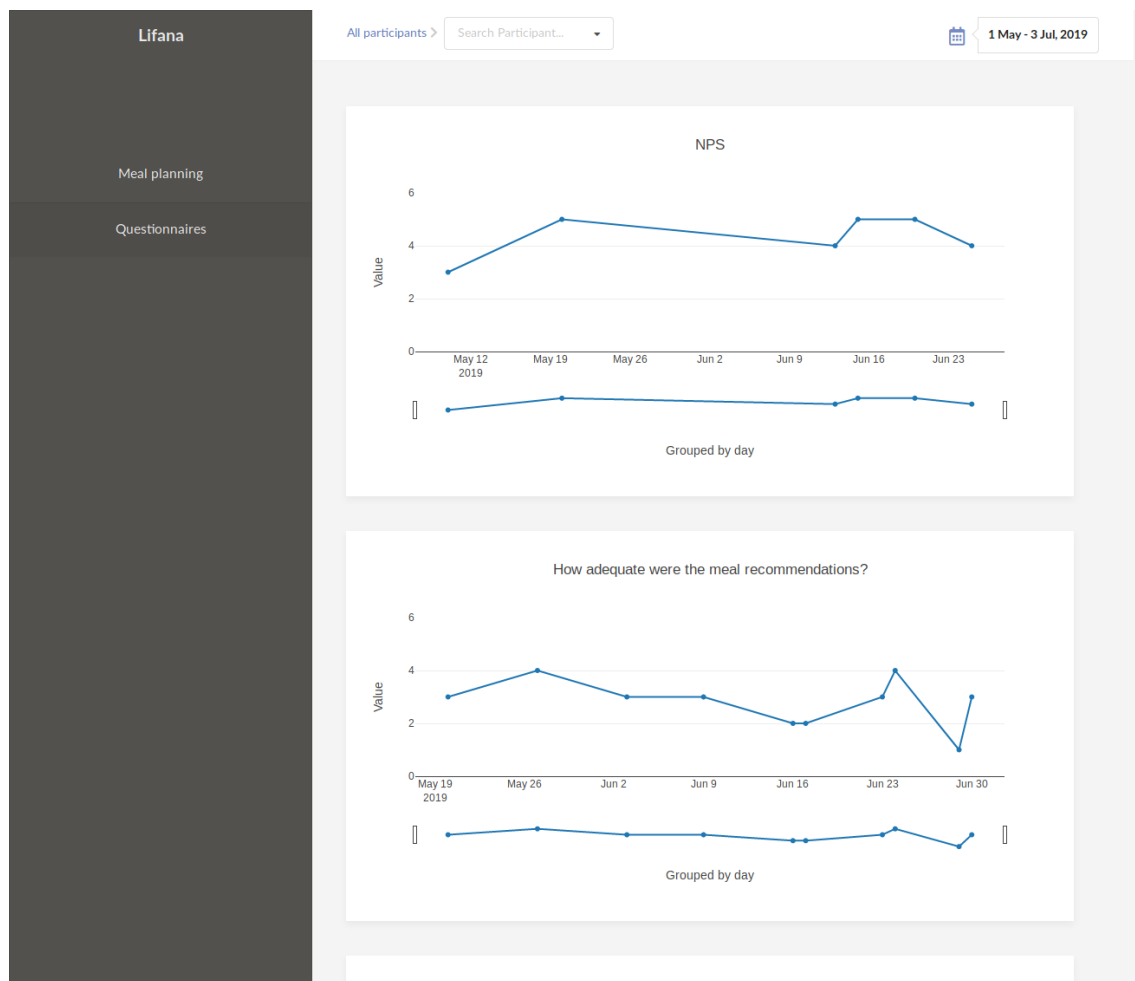 Lifana
All participants
Search Participant...
1 May - 3 Jul, 2019
Meal planning
Questionnaires
NPS
6
4
2
0
Value
May 12 May 19 May 26 Jun 2 Jun 9 Jun 16 Jun 23
2019
Grouped by day
How adequate were the meal recommendations?
6
4
2
0
Value
May 19 May 26 Jun 2 Jun 9 Jun 16 Jun 23 Jun 30
2019
Grouped by day